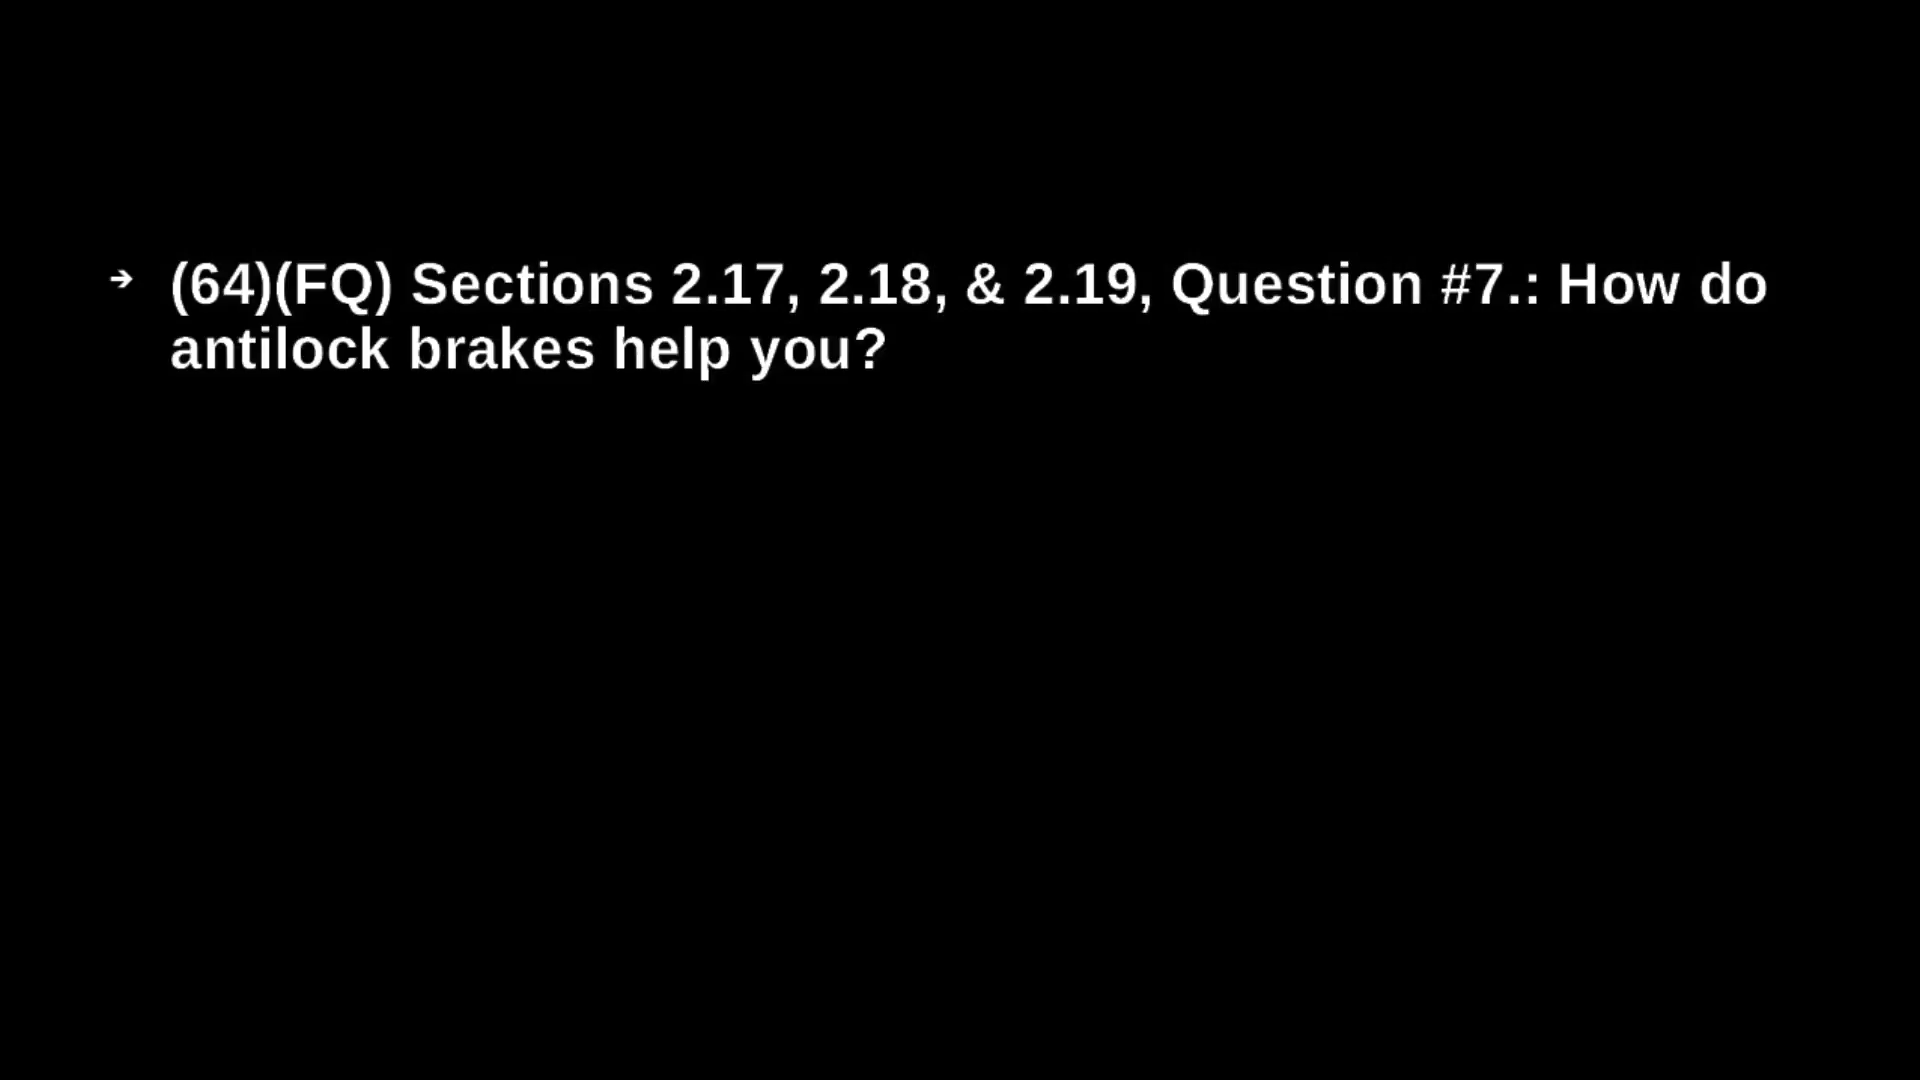 ➔ (64)(FQ) Sections 2.17, 2.18, & 2.19, Question #7.: How do
antilock brakes help you?